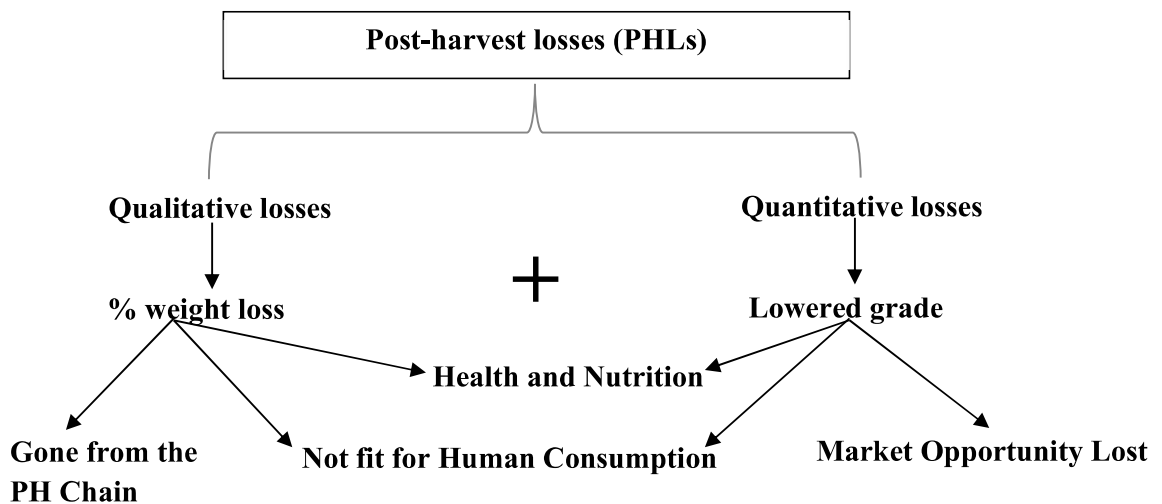 Post-harvest losses (PHLs)
Qualitative losses
Quantitative losses
+
% weight loss
Lowered grade
Health and Nutrition
Gone from the
PH Chain
Not fit for Human Consumption
Market Opportunity Lost